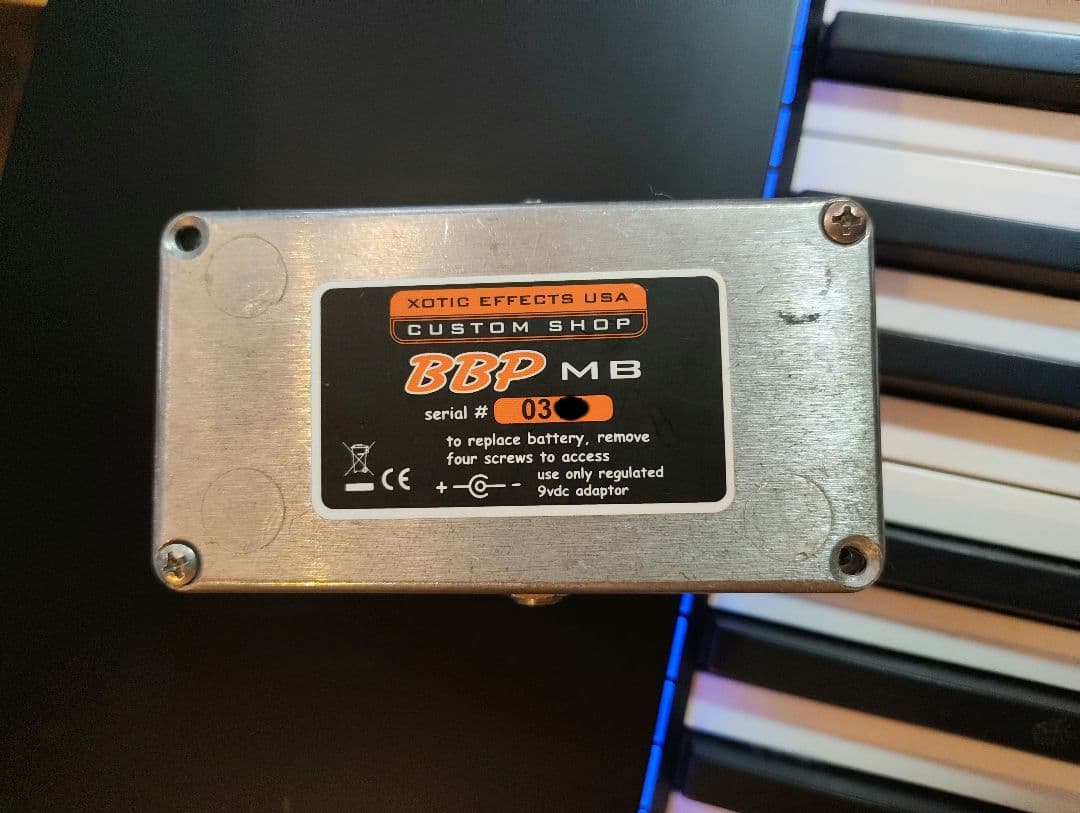 XOTIC EFFECTS USA
CUSTOM SHOP
BBP MB
serial # 03
to replace battery, remove
four screws to access
use only regulated
9vdc adaptor
CE
+ -